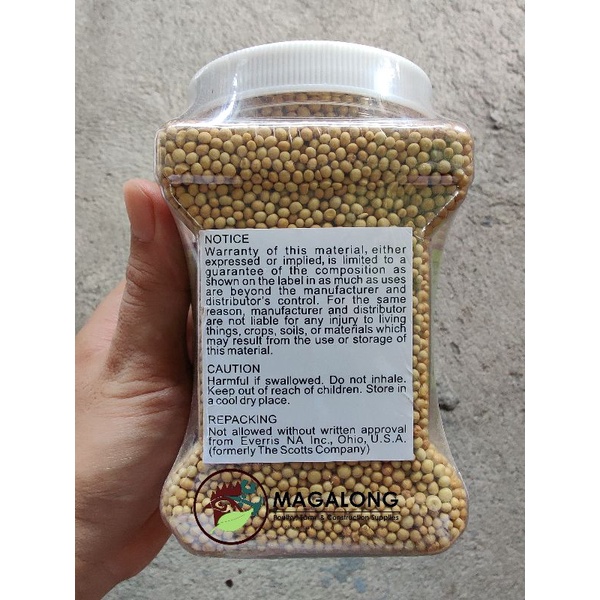 NOTICE
Warranty of this material, either
expressed or implied, is limited to a
guarantee of the composition as
shown on the label in as much as uses
are beyond the manufacturer and
distributor's control. For the same
reason, manufacturer and distributor
are not liable for any injury to living
things, crops, soils, or materials which
may result from the use or storage of
this material.
CAUTION
Harmful if swallowed. Do not inhale.
Keep out of reach of children. Store in
a cool dry place.
REPACKING
Not allowed without written approval
from Everris NA Inc., Ohio, U.S.A.
(formerly The Scotts Company)
MAGALONG
& Construction Supplies